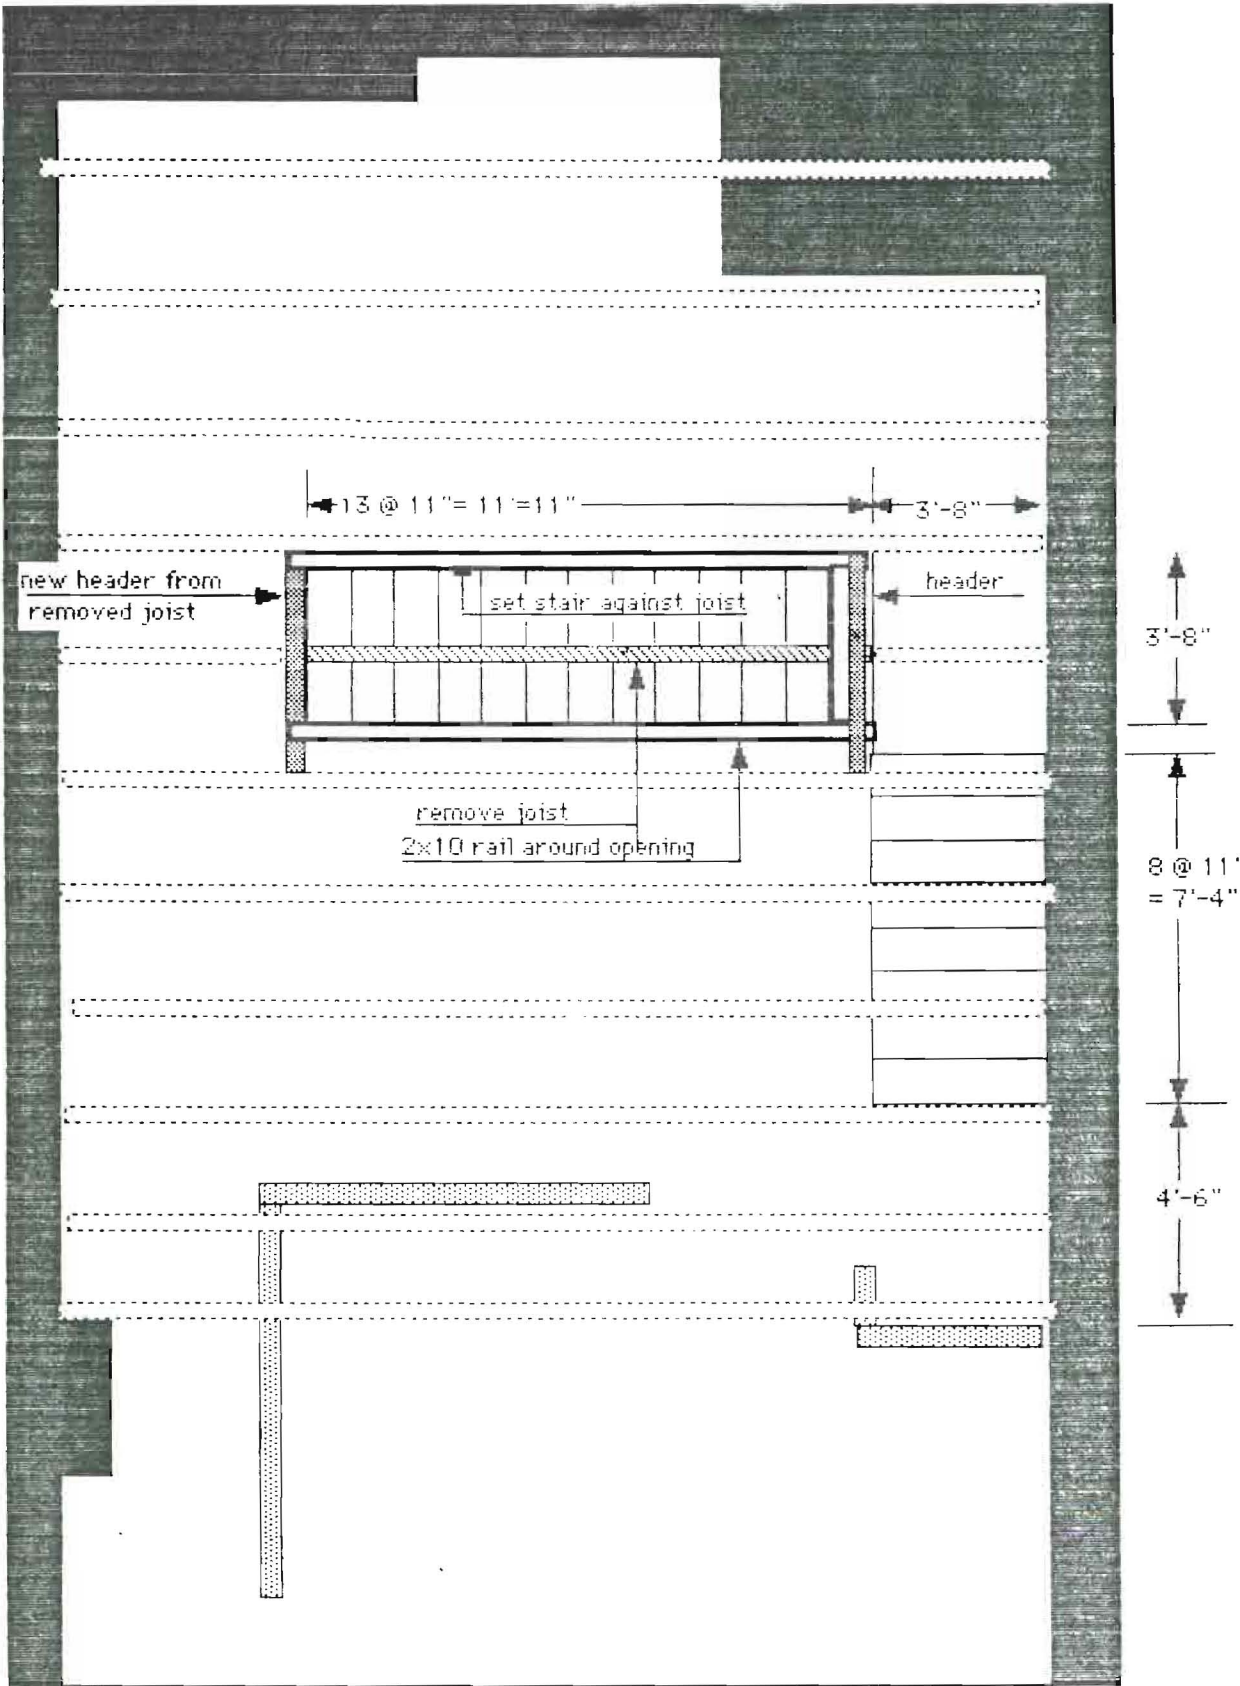 13 @ 11"= 11'=11"
3'-8"
new header from
removed joist
header
set stair against joist
3'-8"
remove joist
2x10 rail around opening
8 @ 11'
= 7'-4"
4'-6"